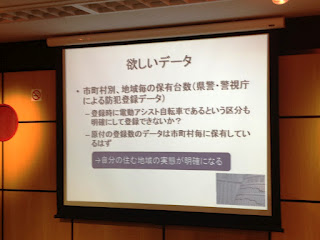 欲しいデータ
• 市町村別、地域毎の保有台数(県警・警視庁
による防犯登録データ)
– 登録時に電動アシスト自転車であるという区分も
明確にして登録できないか?
– 原付の登録数のデータは市町村毎に保有している
はず
→自分の住む地域の実態が明確になる